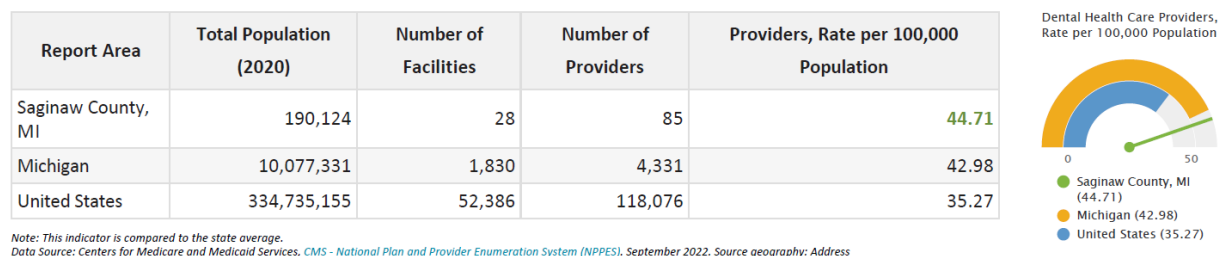 Report Area Total Population (2020) Number of Facilities Number of Providers Providers, Rate per 100,000 Population
Saginaw County, MI 190,124 28 85 44.71
Michigan 10,077,331 1,830 4,331 42.98
United States 334,735,155 52,386 118,076 35.27
Note: This indicator is compared to the state average.
Data Source: Centers for Medicare and Medicaid Services, CMS - National Plan and Provider Enumeration System (NPPES). September 2022. Source geography: Address
Dental Health Care Providers,
Rate per 100,000 Population
0 50
Saginaw County, MI
(44.71)
Michigan (42.98)
United States (35.27)